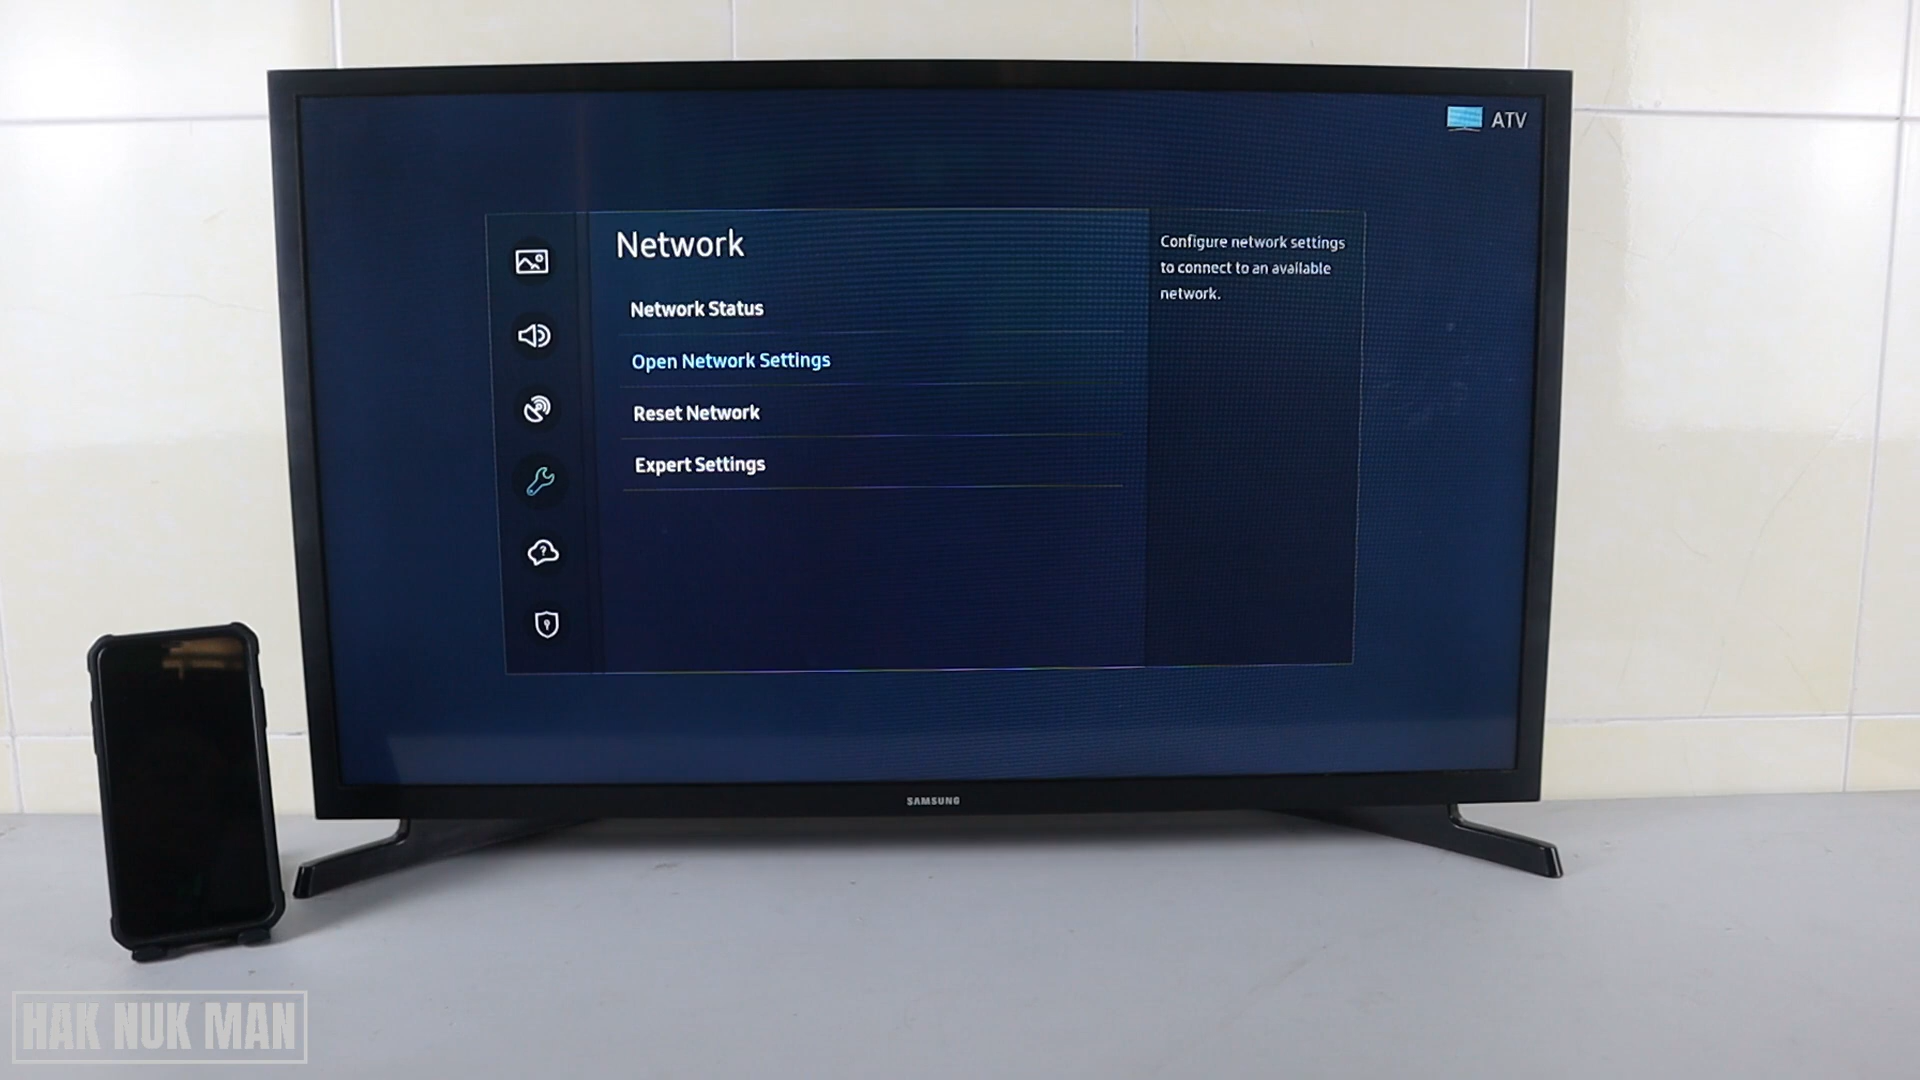 ATV
Network
Network Status
Open Network Settings
Reset Network
Expert Settings
Configure network settings
to connect to an available
network.
SAMSUNG
HAK NUK MAN